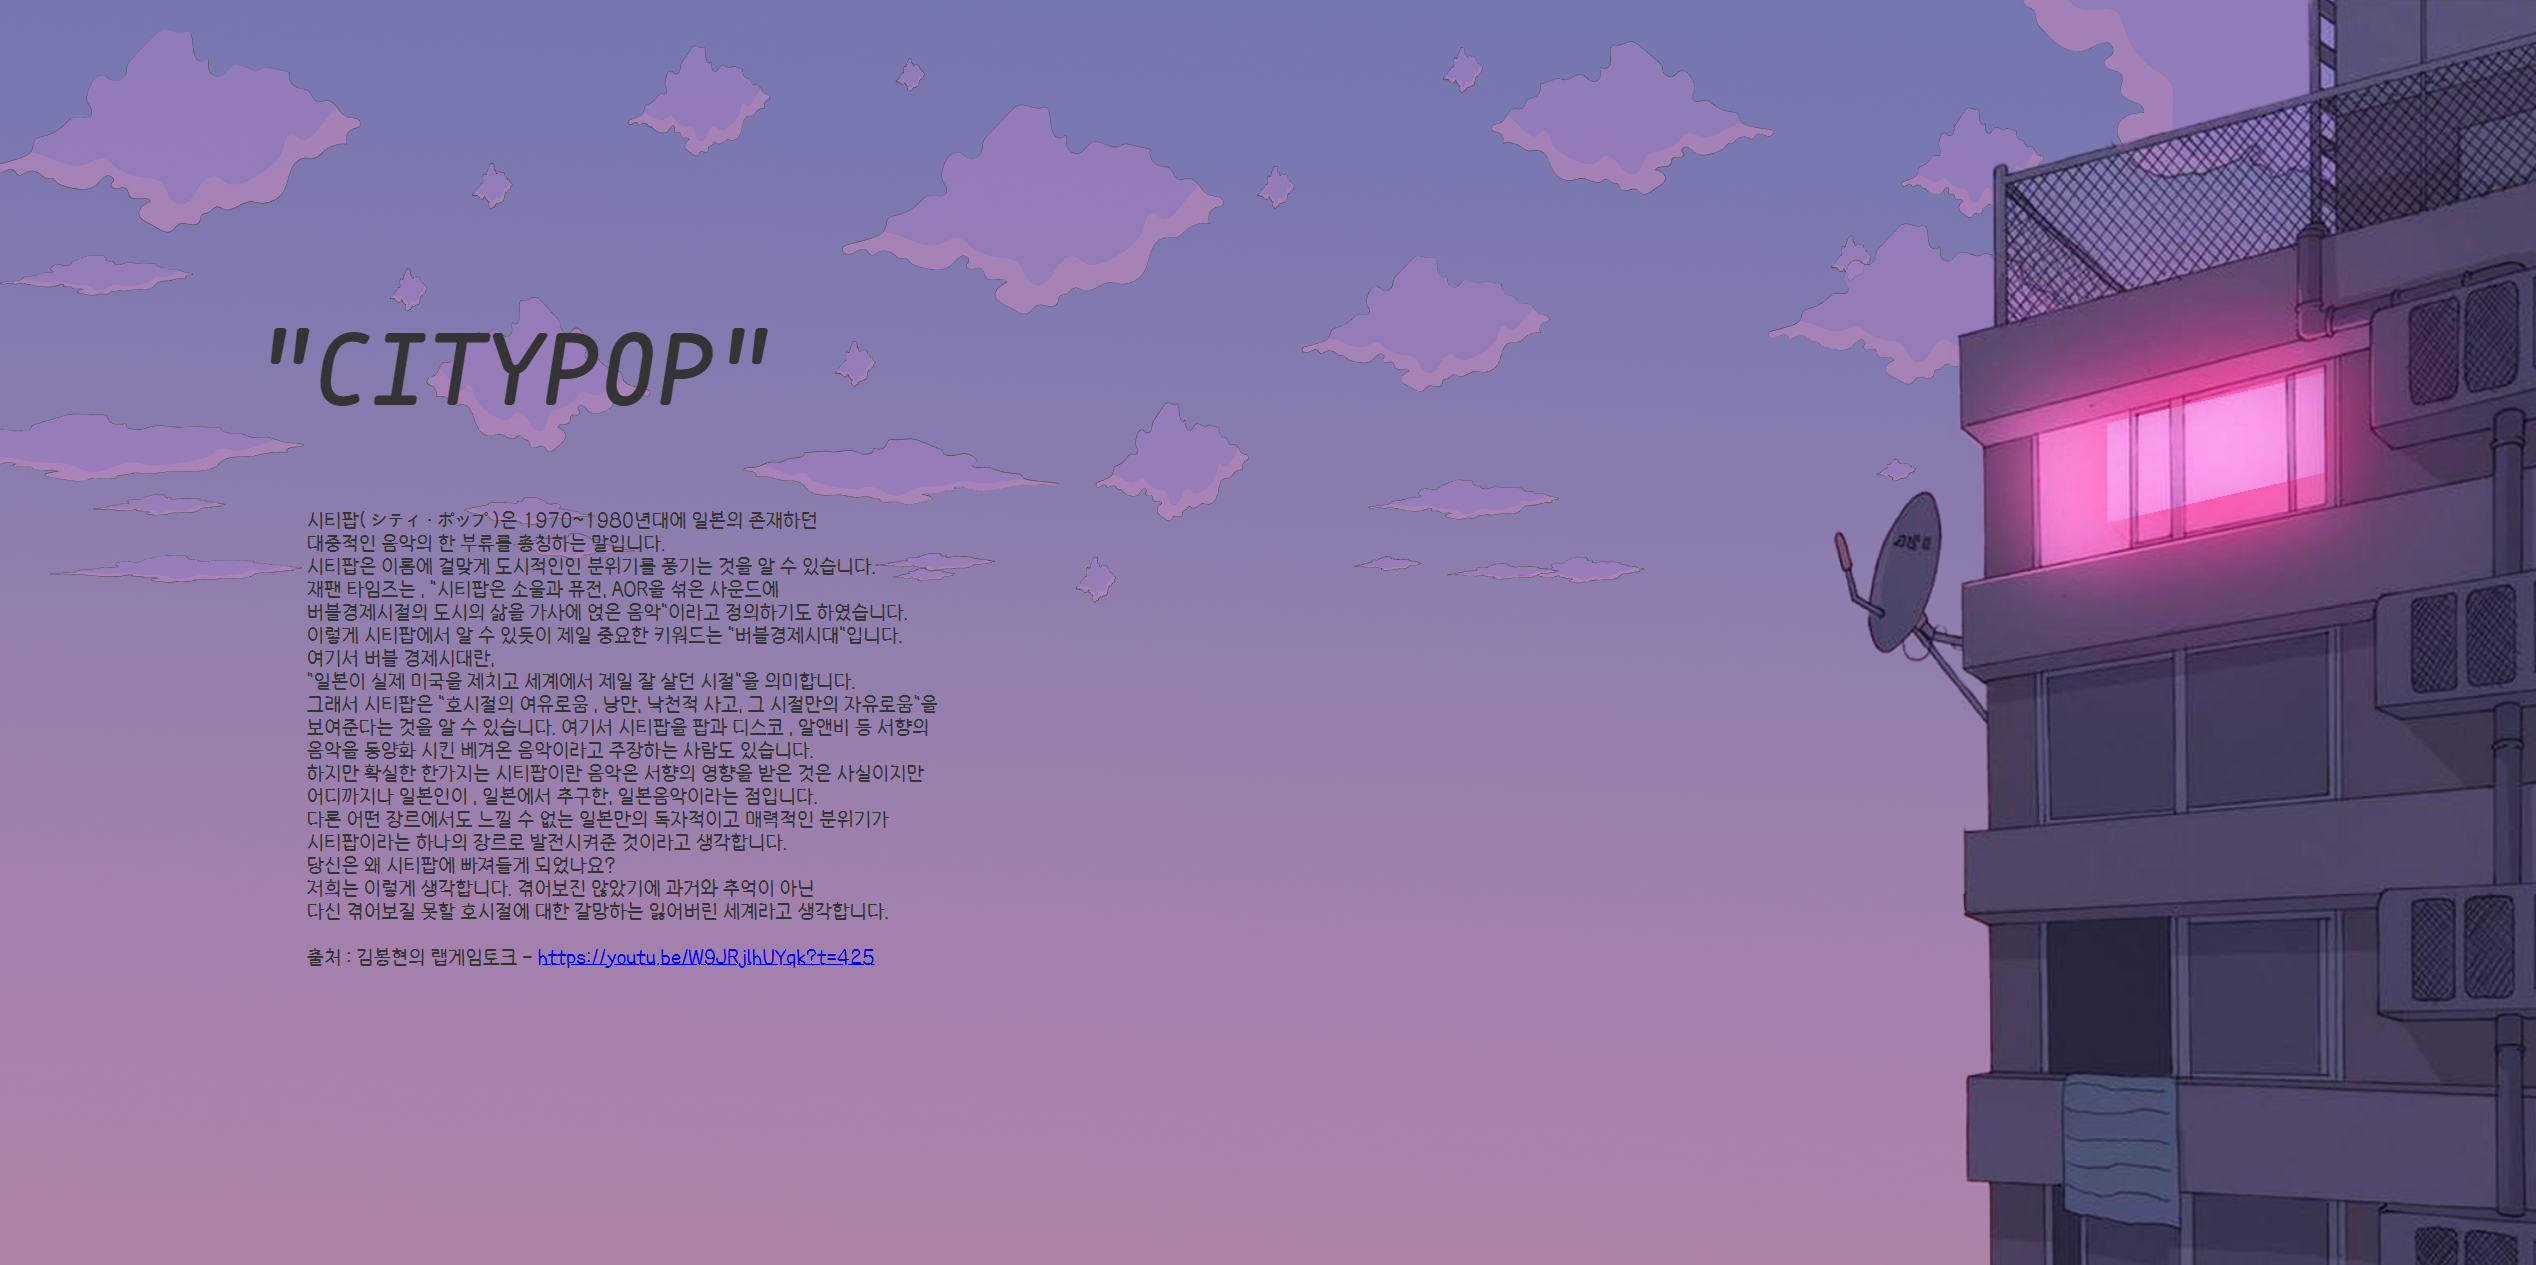 "CITYPOP"
시티팝( シティ・ポップ )은 1970~1980년대에 일본의 존재하던
대중적인 음악의 한 부류를 총칭하는 말입니다.
시티팝은 이름에 걸맞게 도시적인인 분위기를 풍기는 것을 알 수 있습니다.
재팬 타임즈는 , "시티팝은 소울과 퓨전, AOR을 섞은 사운드에
버블경제시절의 도시의 삶을 가사에 얹은 음악"이라고 정의하기도 하였습니다.
이렇게 시티팝에서 알 수 있듯이 제일 중요한 키워드는 "버블경제시대"입니다.
여기서 버블 경제시대란,
"일본이 실제 미국을 제치고 세계에서 제일 잘 살던 시절"을 의미합니다.
그래서 시티팝은 "호시절의 여유로움 , 낭만, 낙천적 사고, 그 시절만의 자유로움"을
보여준다는 것을 알 수 있습니다. 여기서 시티팝을 팝과 디스코 , 알앤비 등 서향의
음악을 동양화 시킨 베겨온 음악이라고 주장하는 사람도 있습니다.
하지만 확실한 한가지는 시티팝이란 음악은 서향의 영향을 받은 것은 사실이지만
어디까지나 일본인이 , 일본에서 추구한, 일본음악이라는 점입니다.
다른 어떤 장르에서도 느낄 수 없는 일본만의 독자적이고 매력적인 분위기가
시티팝이라는 하나의 장르로 발전시켜준 것이라고 생각합니다.
당신은 왜 시티팝에 빠져들게 되었나요?
저희는 이렇게 생각합니다. 겪어보진 않았기에 과거와 추억이 아닌
다신 겪어보질 못할 호시절에 대한 갈망하는 잃어버린 세계라고 생각합니다.
출처 : 김봉현의 랩게임토크 - https://youtu.be/W9JRjlhUYqk?t=425